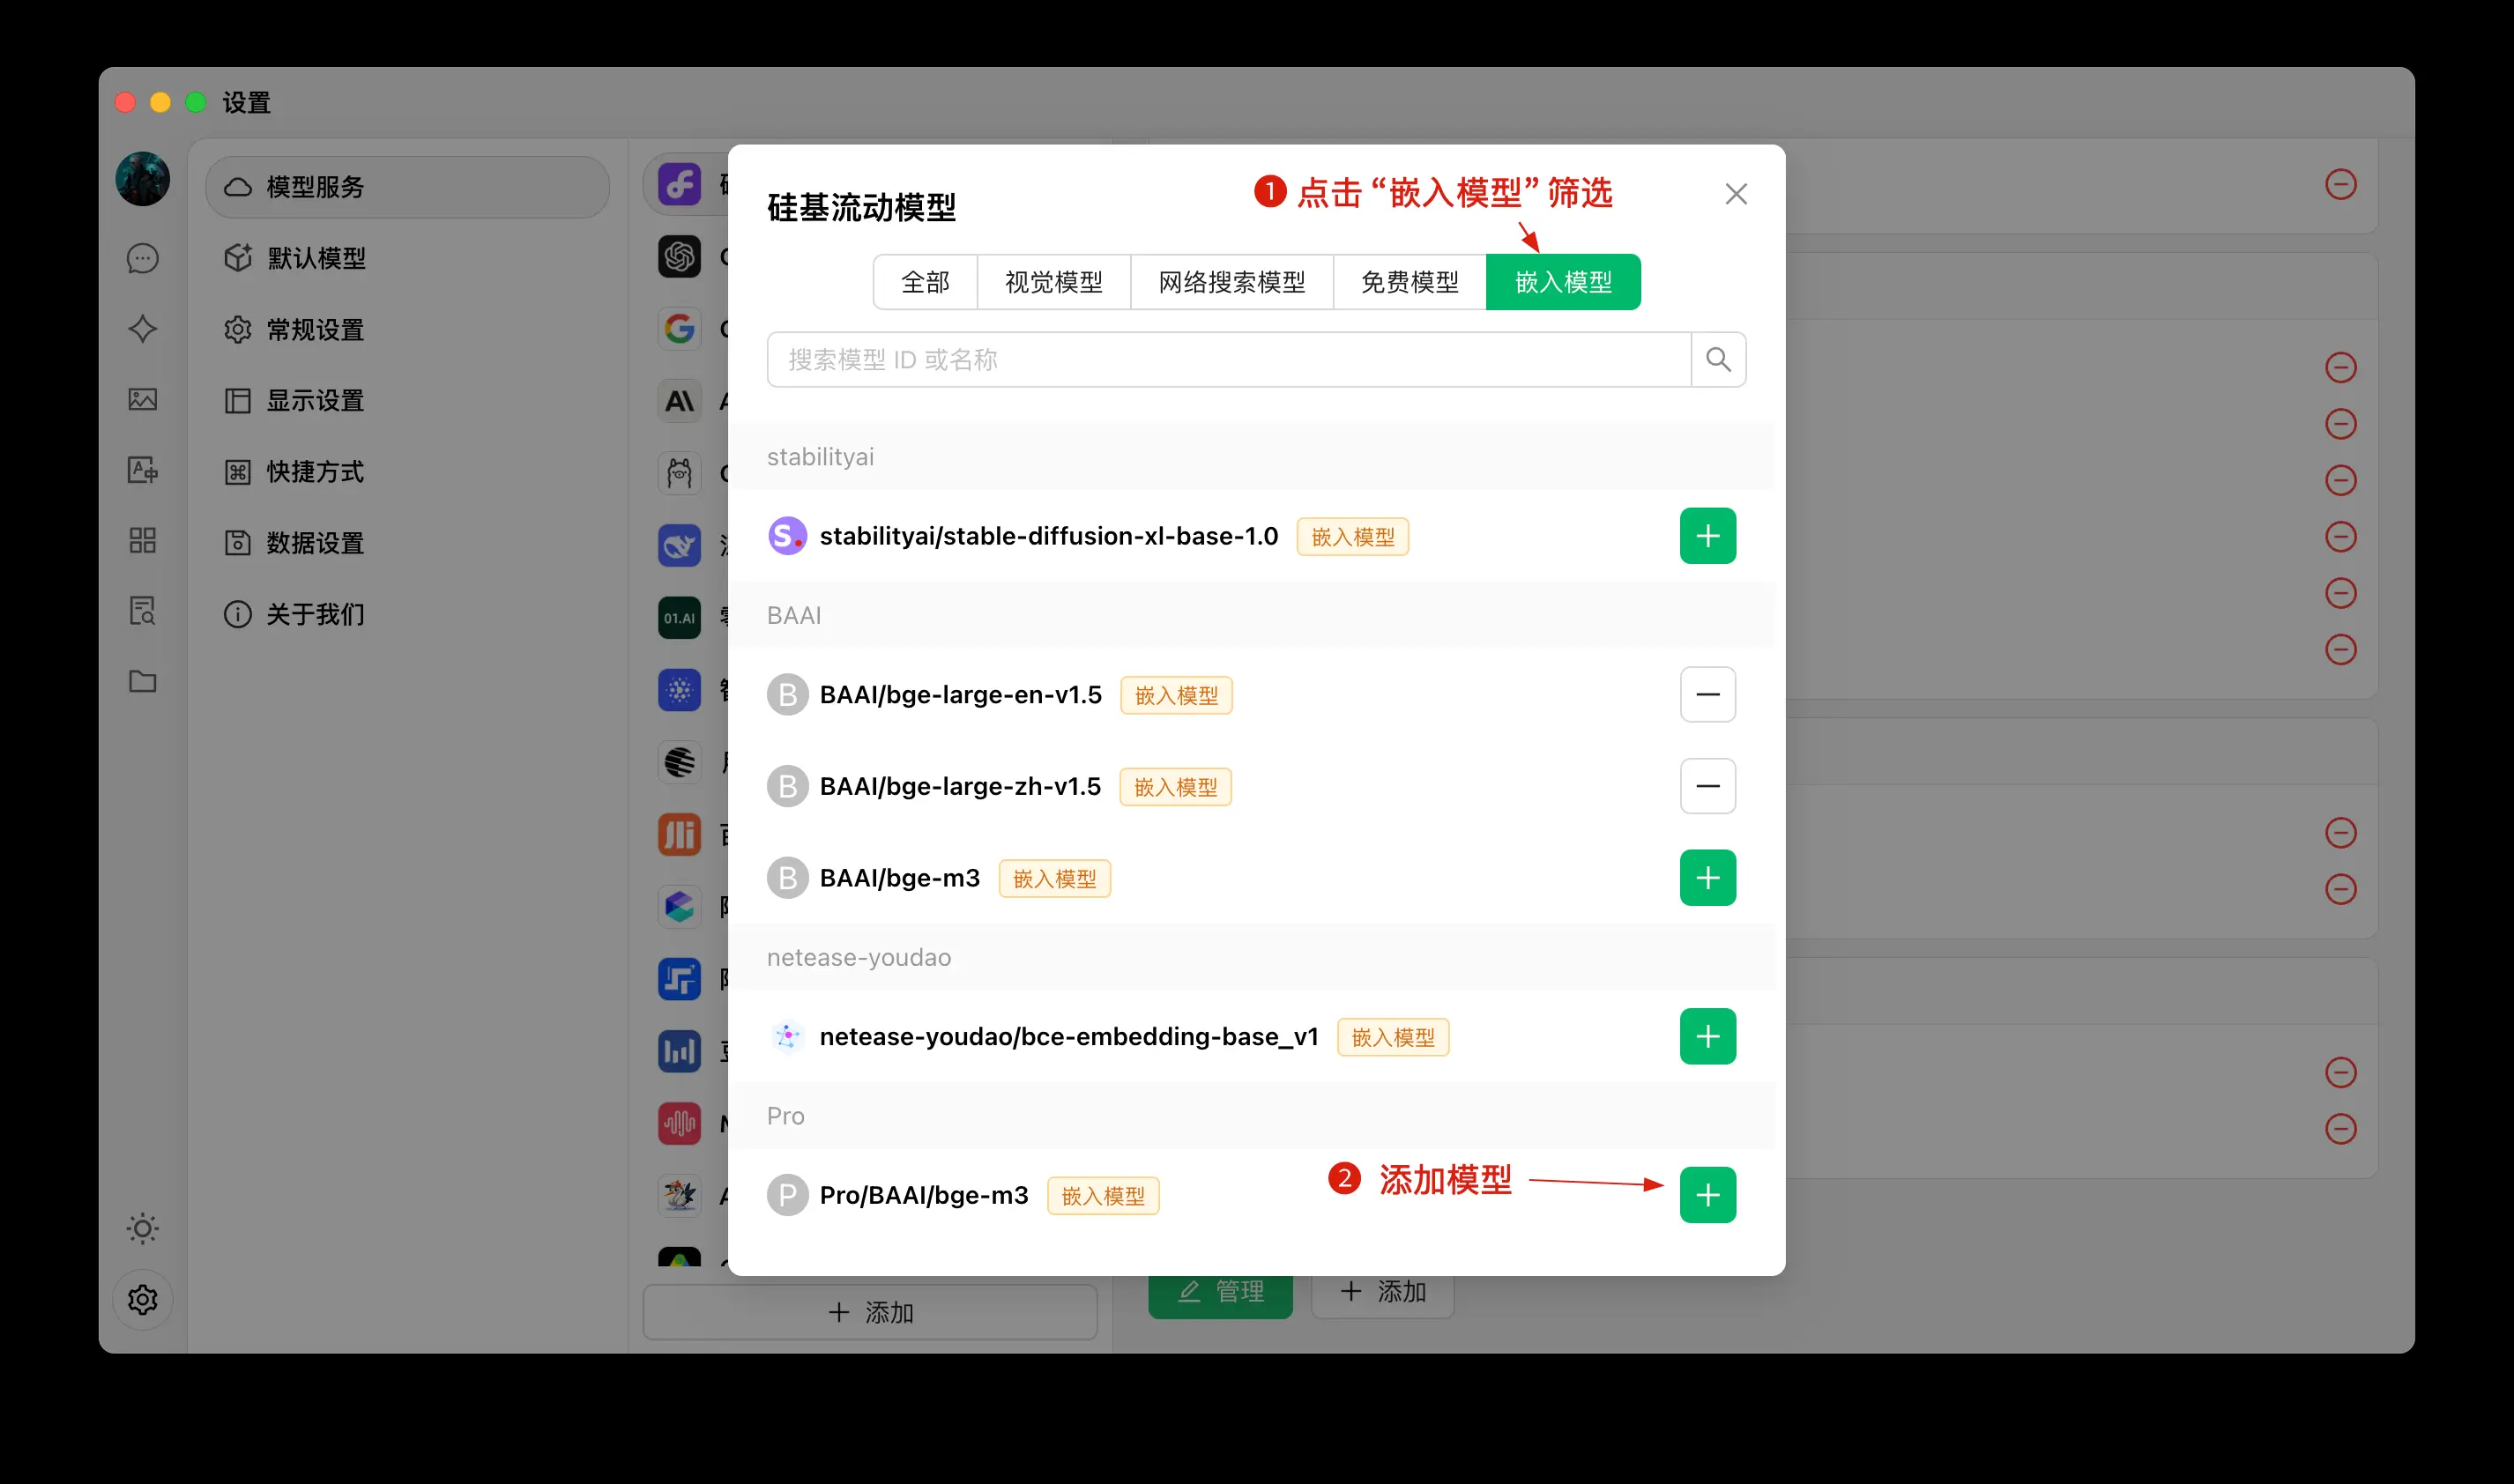 设置
模型服务
默认模型
常规设置
显示设置
快捷方式
数据设置
关于我们
01.AI
添加
硅基流动模型
1 点击“嵌入模型”筛选
全部 视觉模型 网络搜索模型 免费模型 嵌入模型
搜索模型 ID 或名称
stabilityai
stabilityai/stable-diffusion-xl-base-1.0 嵌入模型
BAAI
B BAAI/bge-large-en-v1.5 嵌入模型
B BAAI/bge-large-zh-v1.5 嵌入模型
B BAAI/bge-m3 嵌入模型
netease-youdao
netease-youdao/bce-embedding-base_v1 嵌入模型
Pro
P Pro/BAAI/bge-m3 嵌入模型
2 添加模型
管理 添加